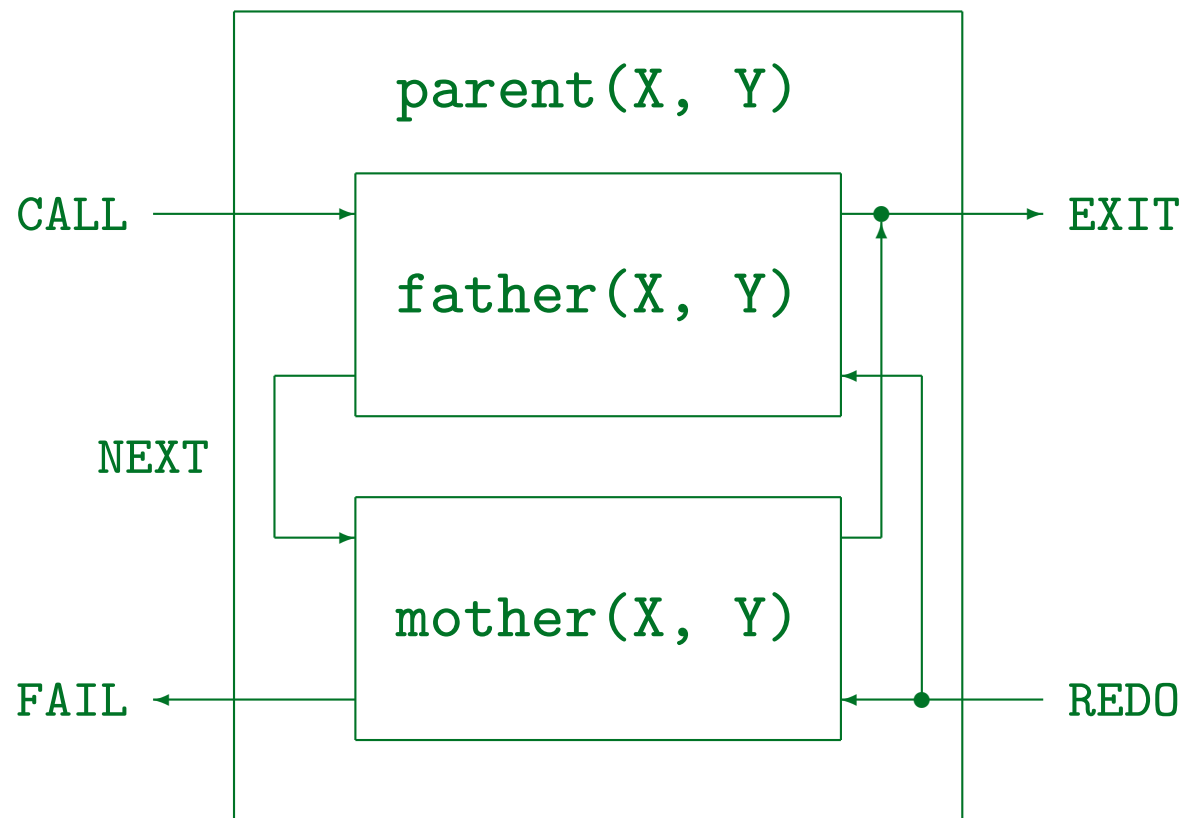 parent(X, Y)
CALL
EXIT
father(X, Y)
NEXT
mother(X, Y)
FAIL
REDO